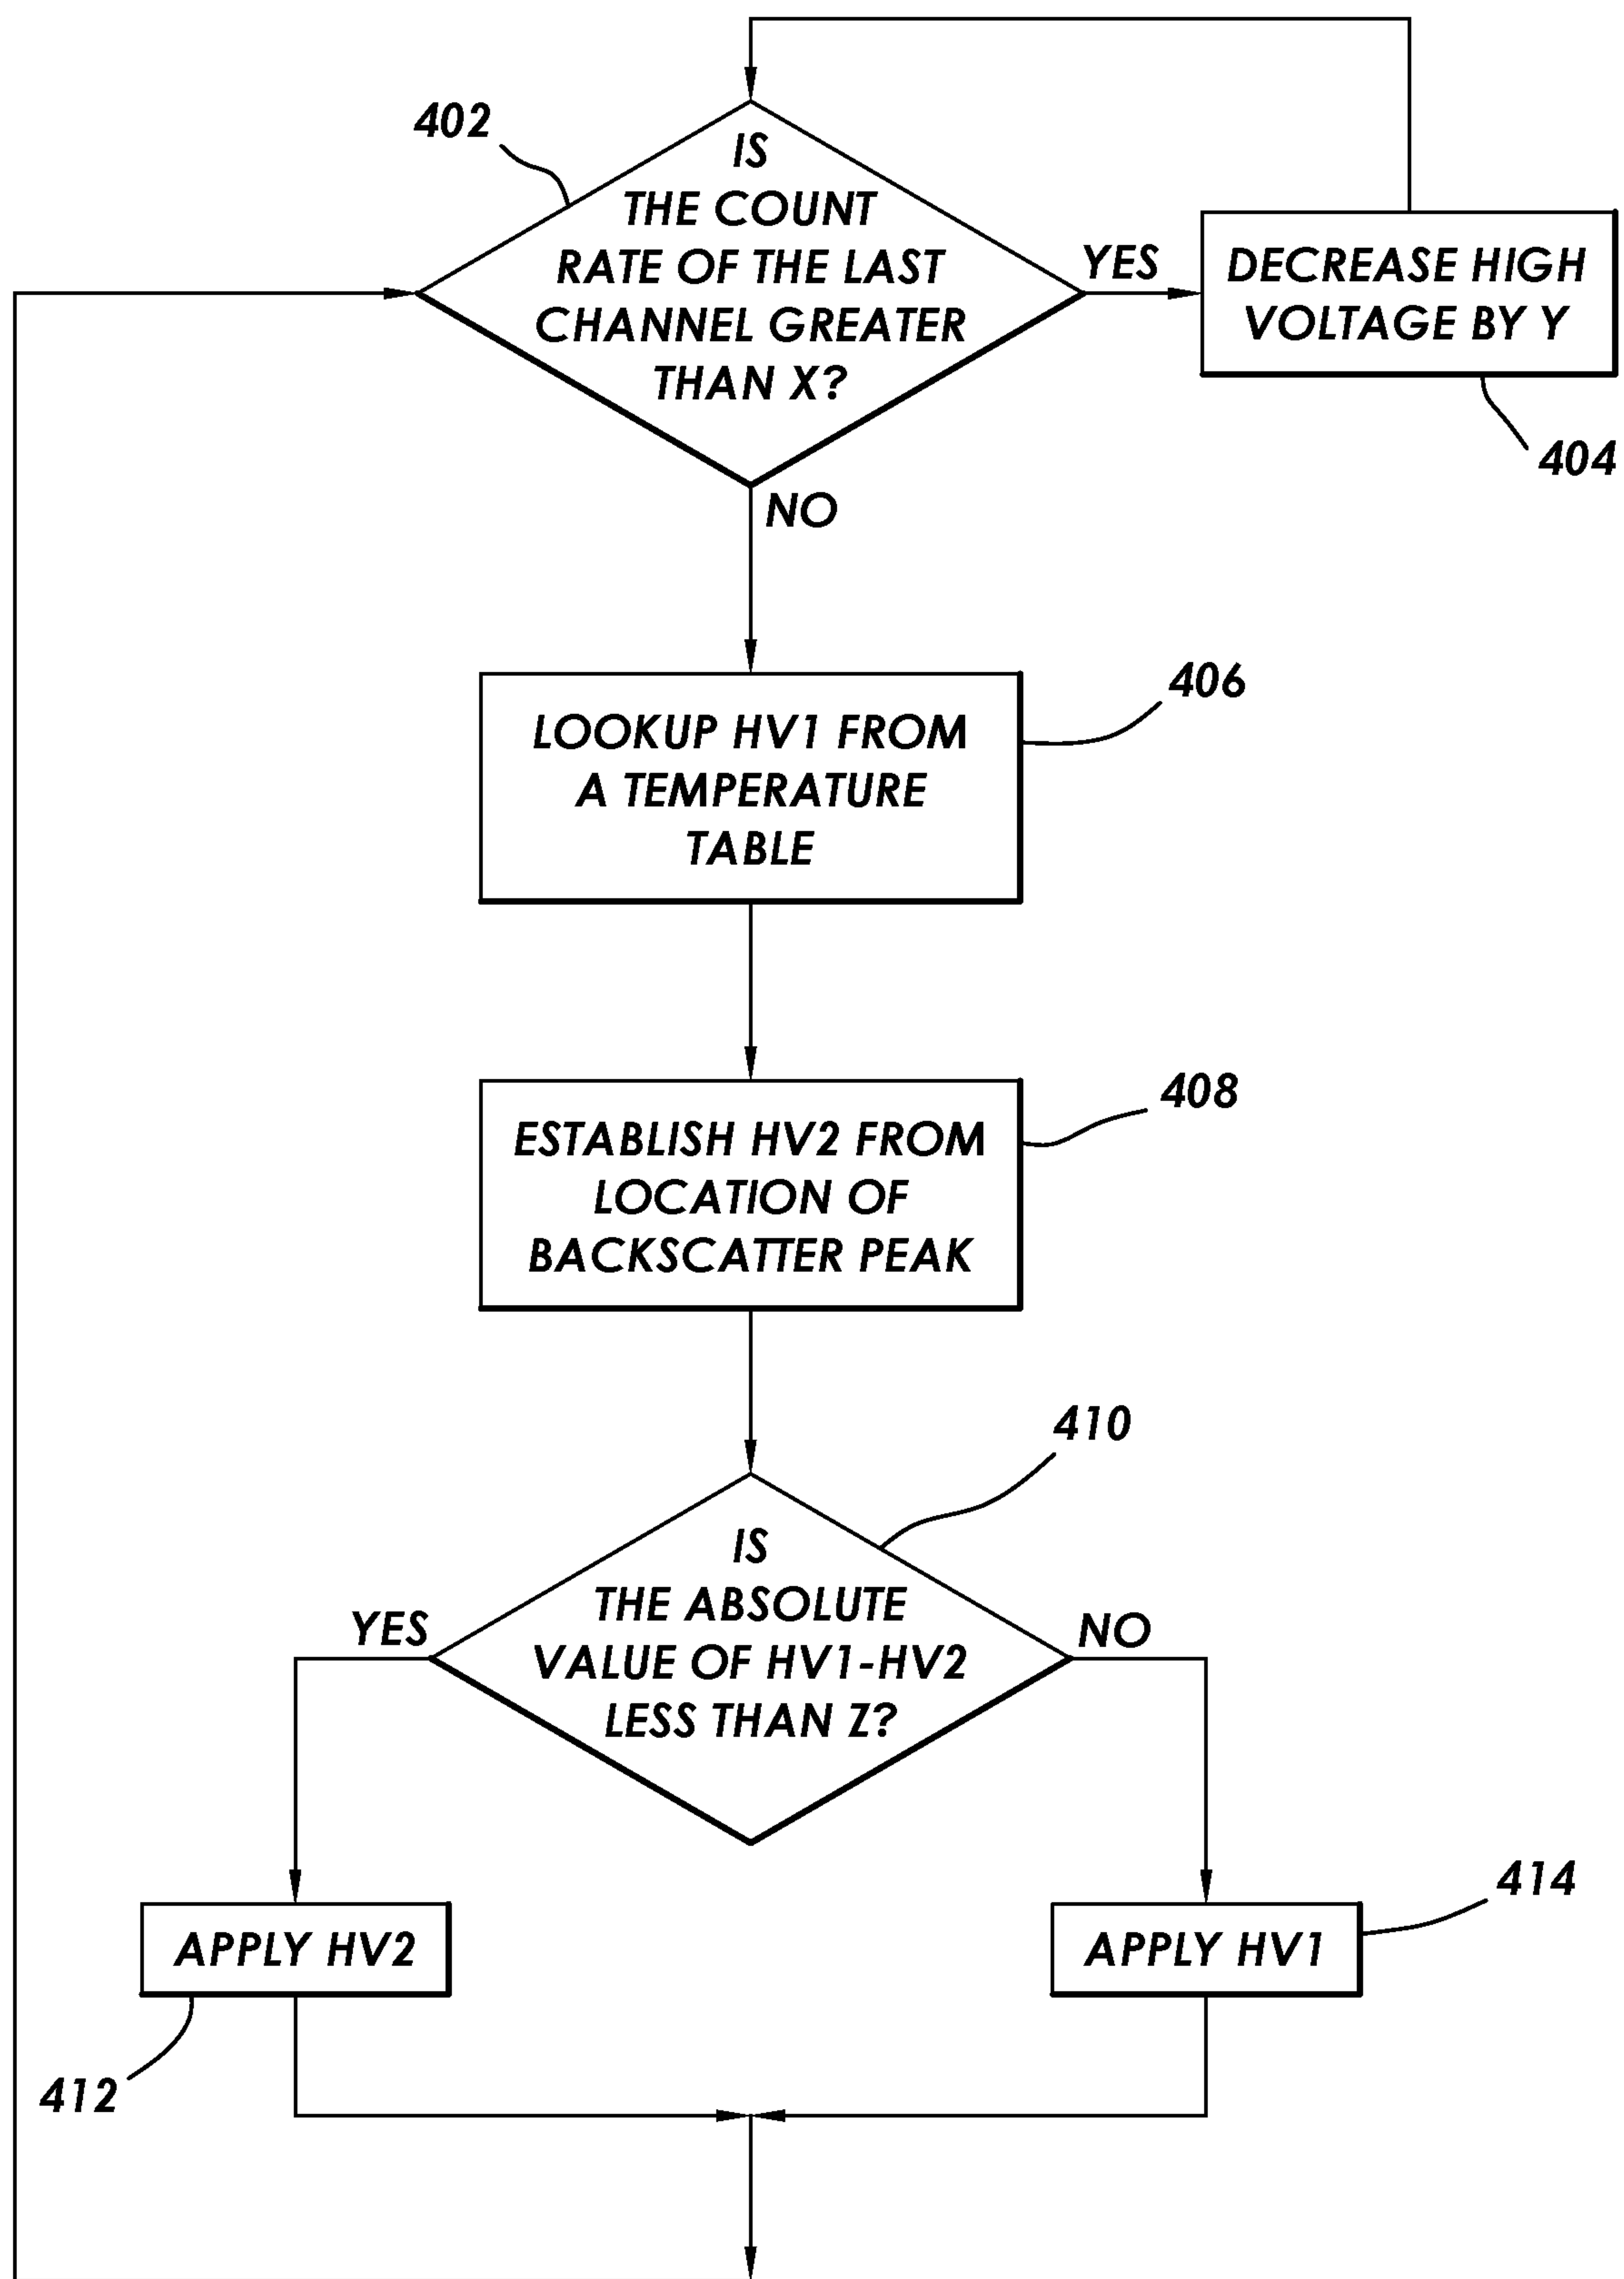 402
IS
THE COUNT
RATE OF THE LAST
CHANNEL GREATER
THAN X?
YES
DECREASE HIGH
VOLTAGE BY Y
404
NO
LOOKUP HV1 FROM
A TEMPERATURE
TABLE
406
ESTABLISH HV2 FROM
LOCATION OF
BACKSCATTER PEAK
408
410
IS
THE ABSOLUTE
VALUE OF HV1-HV2
LESS THAN Z?
YES
NO
APPLY HV2
412
APPLY HV1
414